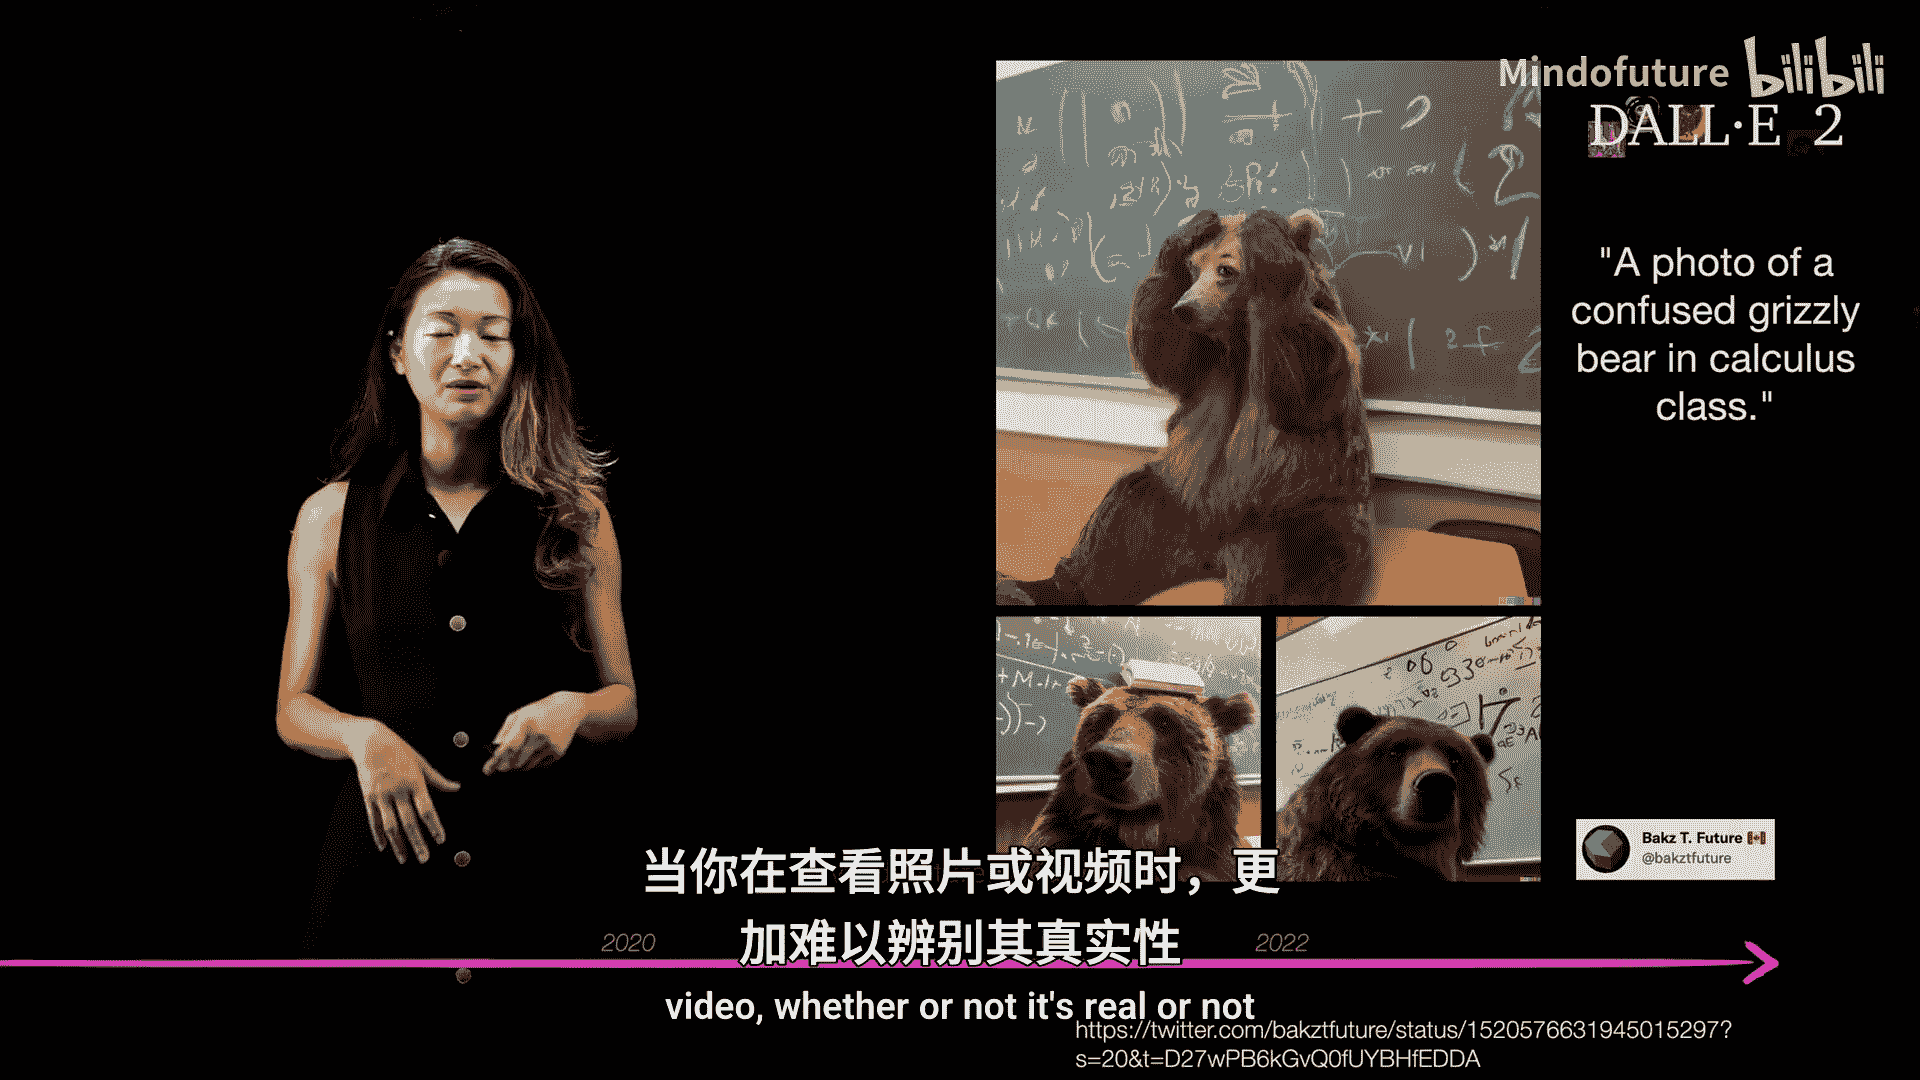 Mindofuture bilibili
DALL·E 2
"A photo of a
confused grizzly
bear in calculus
class."
Bakz T. Future
@bakztfuture
当你在查看照片或视频时，更
加难以辨别其真实性
2020
2022
video, whether or not it's real or not
https://twitter.com/bakztfuture/status/1520576631945015297?
s=20&t=D27wPB6kGvQ0fUYBHfEDDA